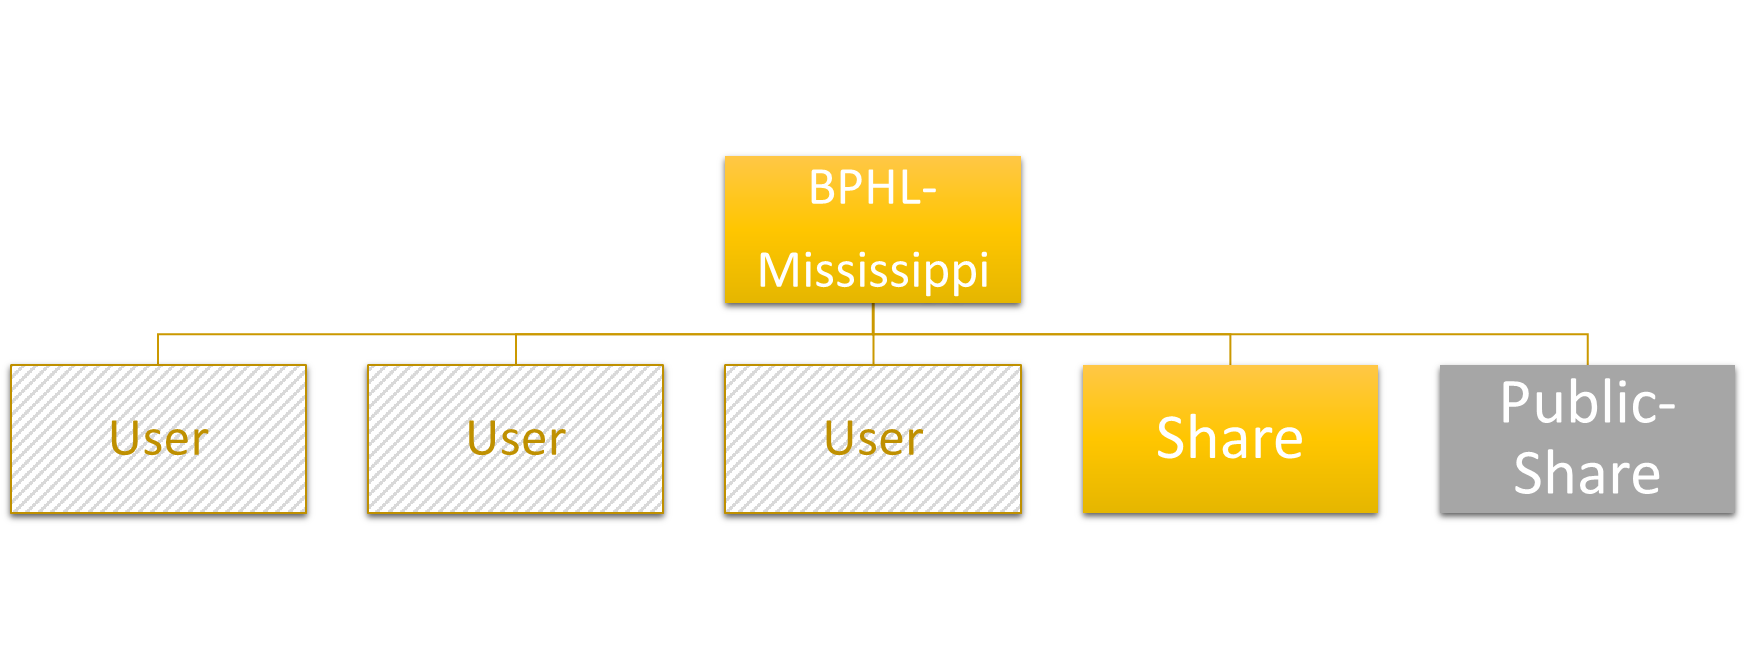 BPHL-
Mississippi
User
User
User
Share
Public-
Share